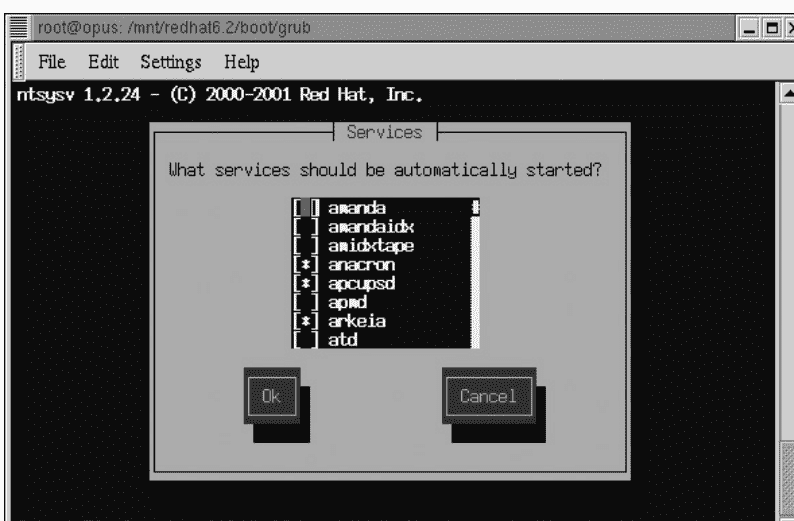 root@opus: /mnt/redhat6.2/boot/grub
File Edit Settings Help
ntsysv 1.2.24 - (C) 2000-2001 Red Hat, Inc.
Services
What services should be automatically started?
[ ] amanda
[ ] amandaidx
[ ] amidxtape
[*] anacron
[*] apcupsd
[ ] apmd
[*] arkeia
[ ] atd
Ok Cancel